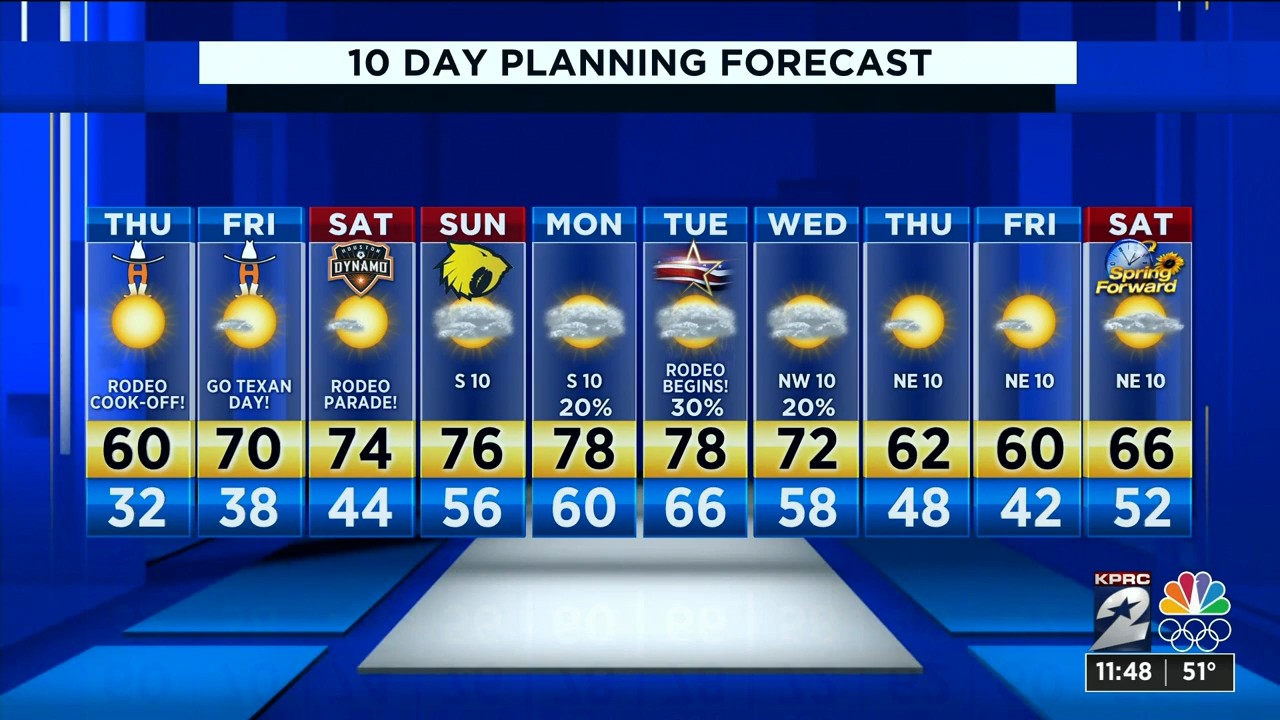 10 DAY PLANNING FORECAST
THU FRI SAT SUN MON TUE WED THU FRI SAT
HOUSTON
DYNAMO
Spring
Forward
RODEO
COOK-OFF!
GO TEXAN
DAY!
RODEO
PARADE!
S 10
S 10
20%
RODEO
BEGINS!
30%
NW 10
20%
NE 10
NE 10
NE 10
60 70 74 76 78 78 72 62 60 66
32 38 44 56 60 66 58 48 42 52
KPRC
2
11:48 51°